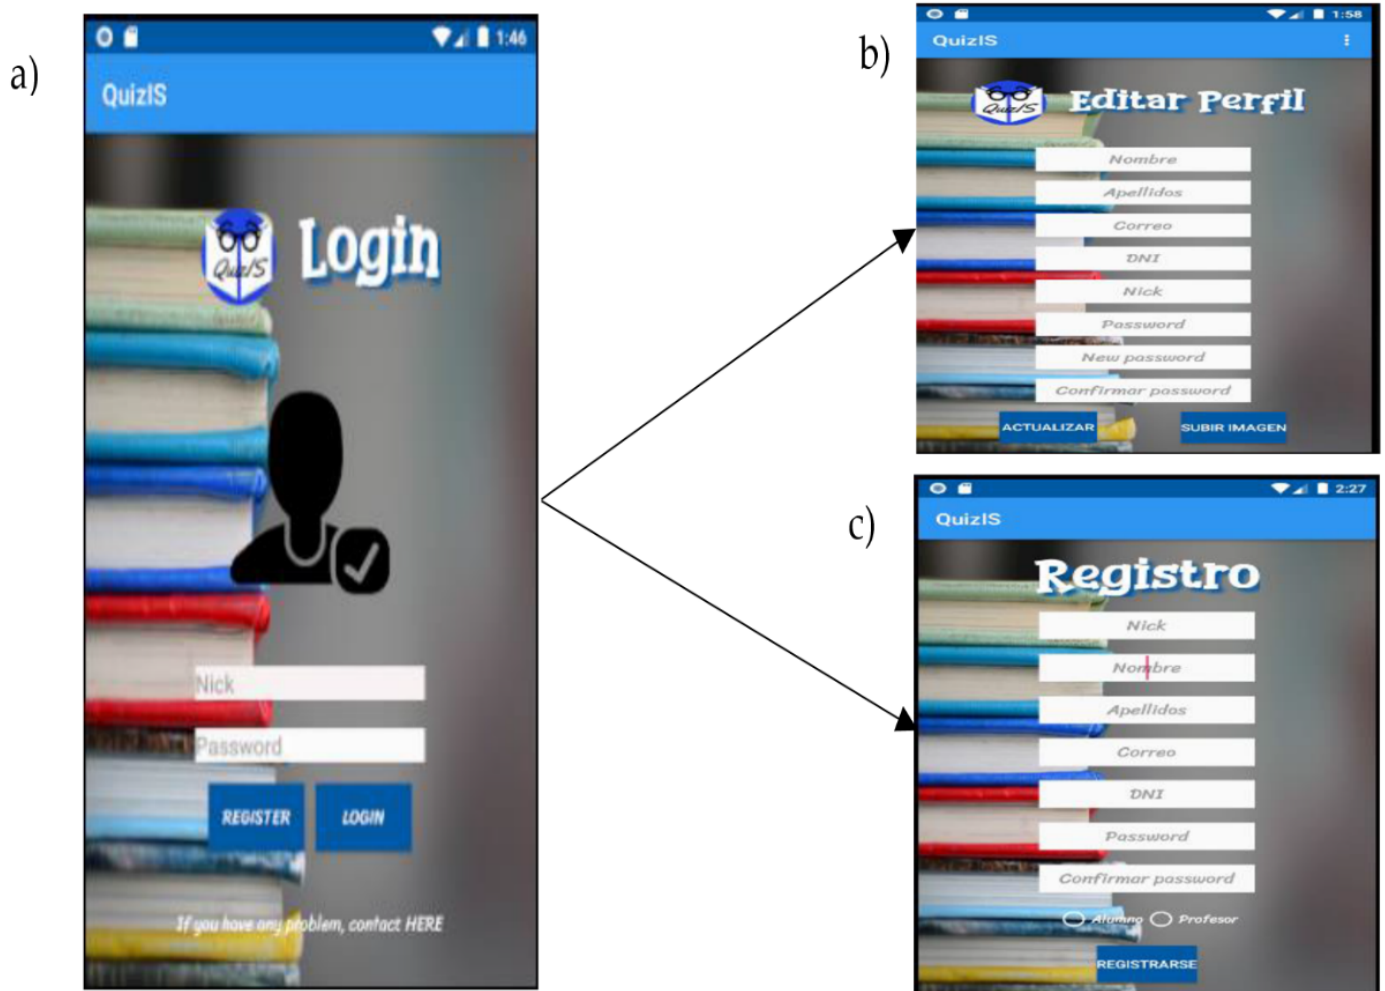 a)
1:46
QuizIS
QuizIS
Login
Nick
Password
REGISTER LOGIN
If you have any problem, contact HERE
b)
1:58
QuizIS
QuizIS
Editar Perfil
Nombre
Apellidos
Correo
DNI
Nick
Password
New password
Confirmar password
ACTUALIZAR SUBIR IMAGEN
c)
2:27
QuizIS
Registro
Nick
Nombre
Apellidos
Correo
DNI
Password
Confirmar password
Alumno Profesor
REGISTRARSE